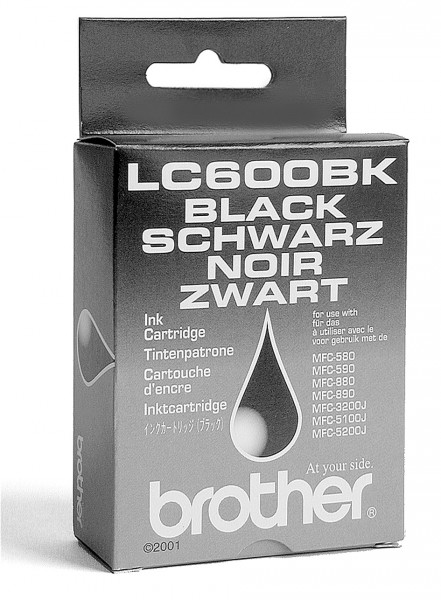 LC600BK
BLACK
SCHWARZ
NOIR
ZWART
Ink
Cartridge
Tintenpatrone
Cartouche
d'encre
Inktcartridge
インクカートリッジ(ブラック)
for use with
für das
à utiliser avec le
voor gebruik met de
MFC-580
MFC-590
MFC-880
MFC-890
MFC-3200J
MFC-5100J
MFC-5200J
At your side.
brother®
©2001
brother